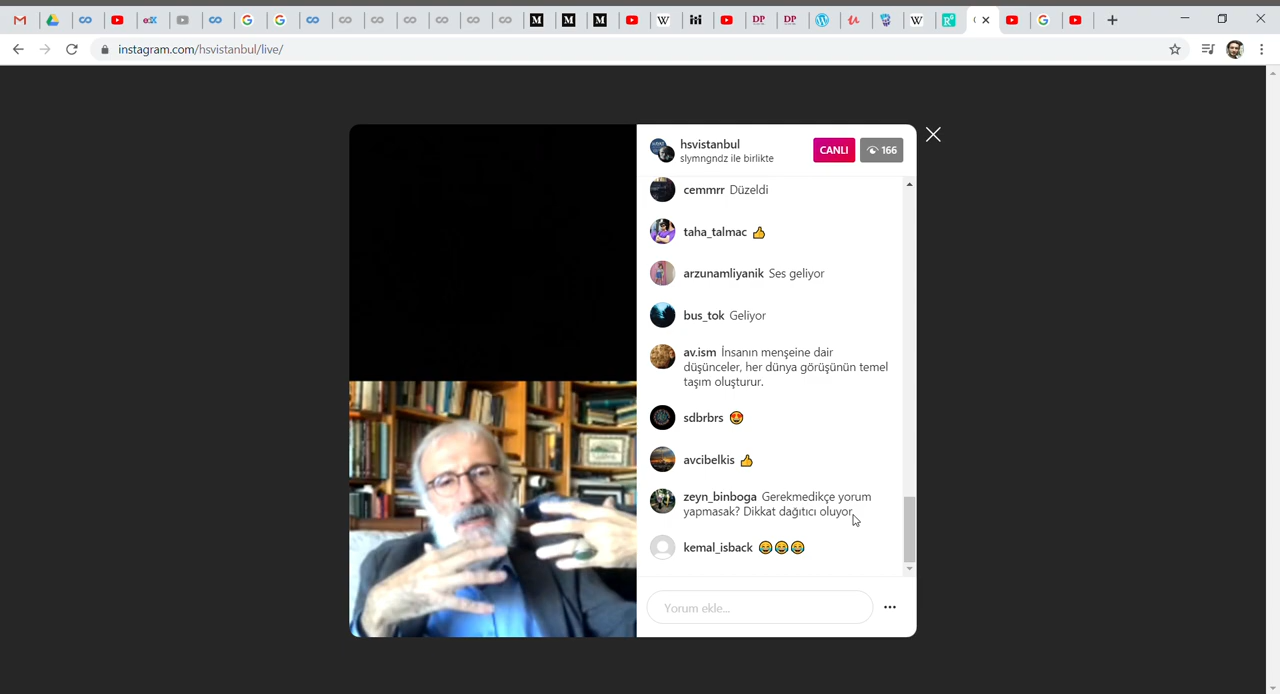 instagram.com/hsvistanbul/live/
hsvistanbul
slymngndz ile birlikte
CANLI
166
cemmrr Düzeldi
taha_talmac 👍
arzunamliyanik Ses geliyor
bus_tok Geliyor
av.ism İnsanın menşeine dair
düşünceler, her dünya görüşünün temel
taşım oluşturur.
sdbrbrs 😍
avcibelkis 👍
zeyn_binboga Gerekmedikçe yorum
yapmasak? Dikkat dağıtıcı oluyor.
kemal_isback 😂😂😂
Yorum ekle...